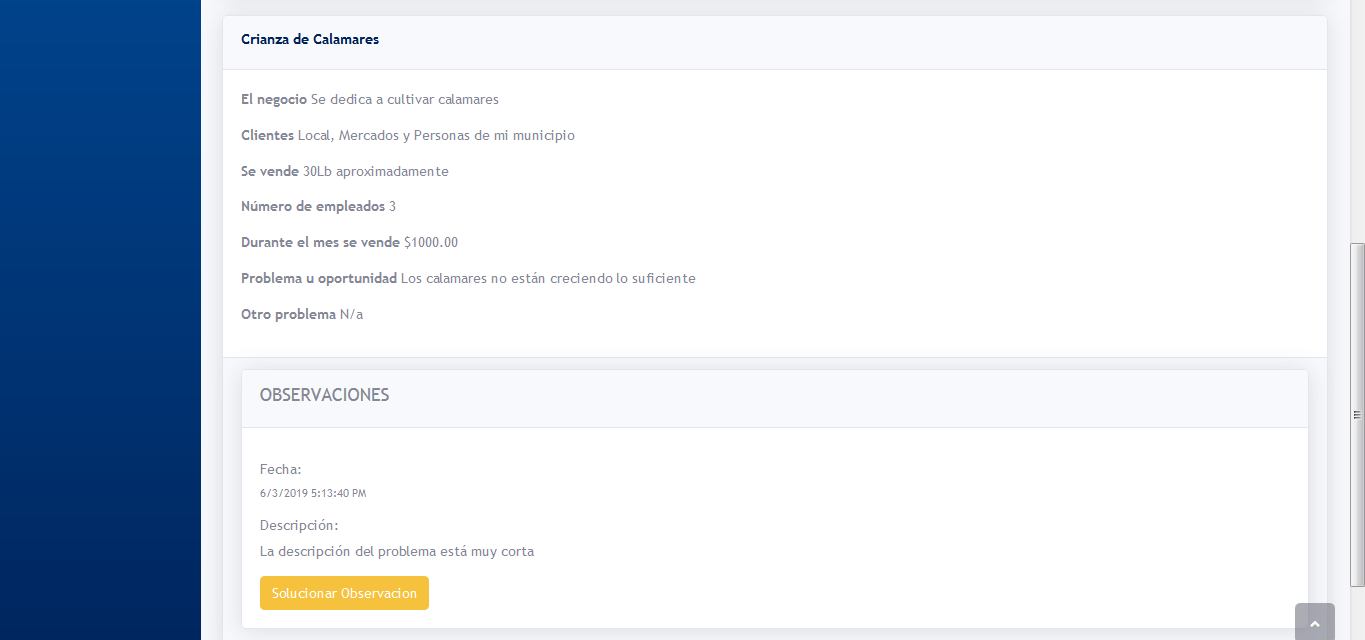 Crianza de Calamares
El negocio Se dedica a cultivar calamares
Clientes Local, Mercados y Personas de mi municipio
Se vende 30Lb aproximadamente
Número de empleados 3
Durante el mes se vende $1000.00
Problema u oportunidad Los calamares no están creciendo lo suficiente
Otro problema N/a
OBSERVACIONES
Fecha:
6/3/2019 5:13:40 PM
Descripción:
La descripción del problema está muy corta
Solucionar Observacion